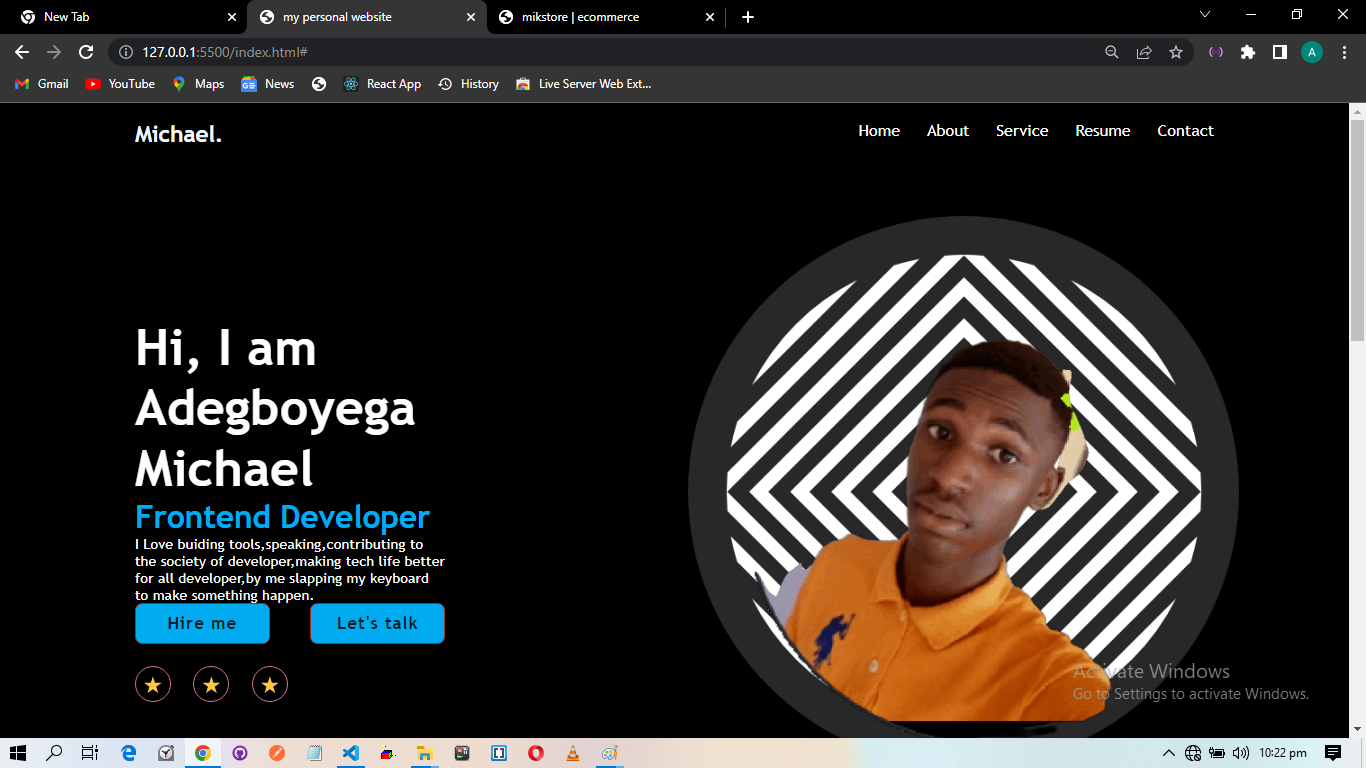 New Tab
my personal website
mikstore | ecommerce
127.0.0.1:5500/index.html#
A
Gmail
YouTube
Maps
News
React App
History
Live Server Web Ext...
Michael.
Home
About
Service
Resume
Contact
Hi, I am
Adegboyega
Michael
Frontend Developer
I Love buiding tools,speaking,contributing to
the society of developer,making tech life better
for all developer,by me slapping my keyboard
to make something happen.
Hire me
Let's talk
Activate Windows
Go to Settings to activate Windows.
10:22 pm